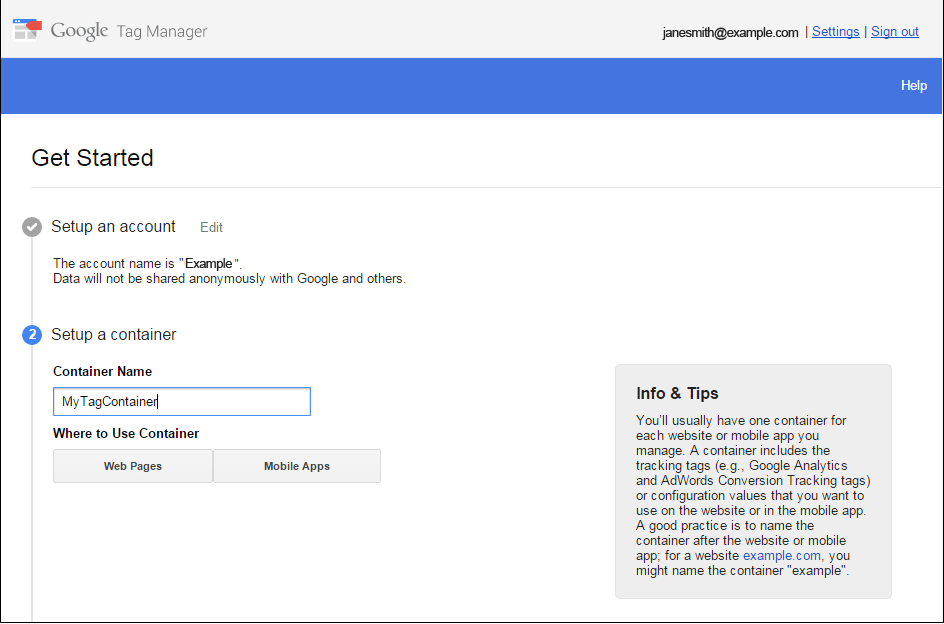 Google Tag Manager
janesmith@example.com | Settings | Sign out
Help
Get Started
Setup an account Edit
The account name is "Example".
Data will not be shared anonymously with Google and others.
2 Setup a container
Container Name
MyTagContainer
Where to Use Container
Web Pages Mobile Apps
Info & Tips
You'll usually have one container for
each website or mobile app you
manage. A container includes the
tracking tags (e.g., Google Analytics
and AdWords Conversion Tracking tags)
or configuration values that you want to
use on the website or in the mobile app.
A good practice is to name the
container after the website or mobile
app; for a website example.com, you
might name the container "example".